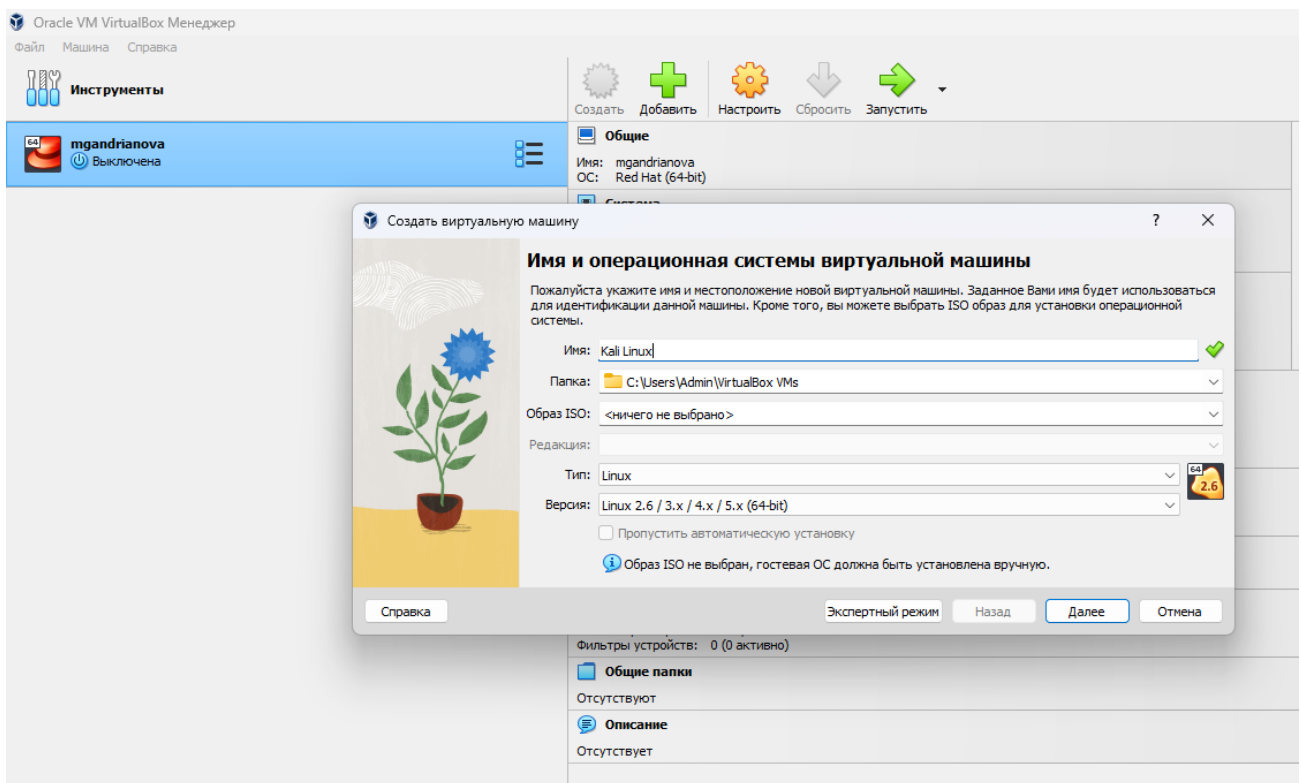 Oracle VM VirtualBox Менеджер
Файл Машина Справка
Инструменты
Создать Добавить Настроить Сбросить Запустить
64
mgandrianova
Выключена
Общие
Имя: mgandrianova
ОС: Red Hat (64-bit)
Система
Создать виртуальную машину
?
Имя и операционная системы виртуальной машины
Пожалуйста укажите имя и местоположение новой виртуальной машины. Заданное Вами имя будет использоваться
для идентификации данной машины. Кроме того, вы можете выбрать ISO образ для установки операционной
системы.
Имя: Kali Linux
Папка: C:\Users\Admin\VirtualBox VMs
Образ ISO: <ничего не выбрано>
Редакция:
Тип: Linux
64
2.6
Версия: Linux 2.6 / 3.x / 4.x / 5.x (64-bit)
Пропустить автоматическую установку
Образ ISO не выбран, гостевая ОС должна быть установлена вручную.
Справка Экспертный режим Назад Далее Отмена
Фильтры устройств: 0 (0 активно)
Общие папки
Отсутствуют
Описание
Отсутствует